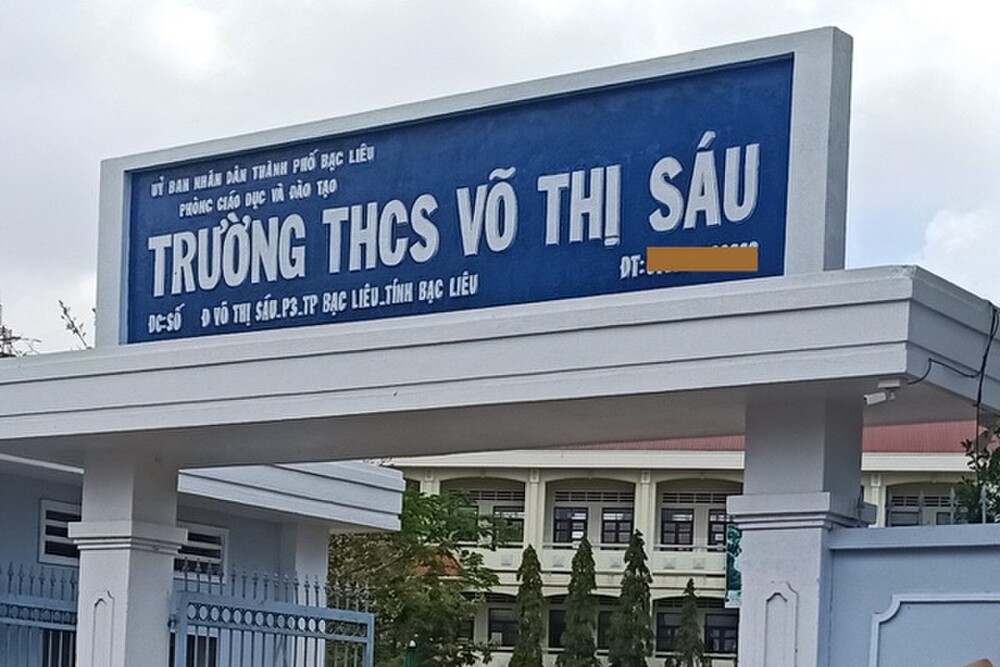 UỶ BAN NHÂN DÂN THÀNH PHỐ BẠC LIÊU
PHÒNG GIÁO DỤC VÀ ĐÀO TẠO
TRƯỜNG THCS VÕ THỊ SÁU
ĐT:
ĐC:SỐ Đ VÕ THỊ SÁU_P3_TP BẠC LIÊU_TỈNH BẠC LIÊU